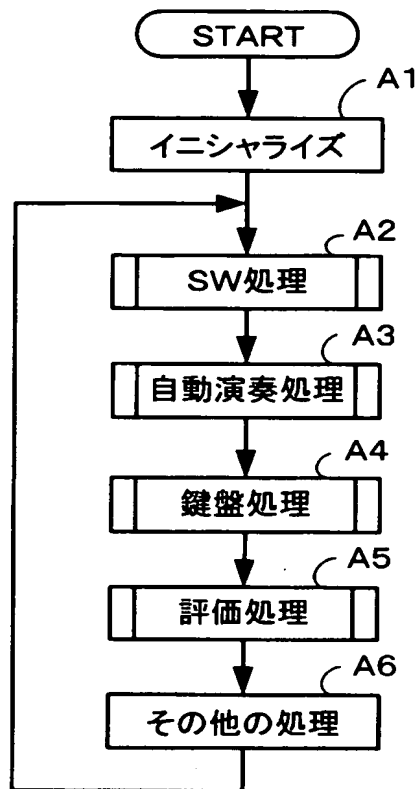 START
A1
イニシャライズ
A2
SW処理
A3
自動演奏処理
A4
鍵盤処理
A5
評価処理
A6
その他の処理